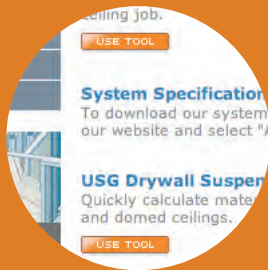 ceiling job.
USE TOOL
System Specification
To download our system
our website and select "A
USG Drywall Suspen
Quickly calculate mate
and domed ceilings.
USE TOOL